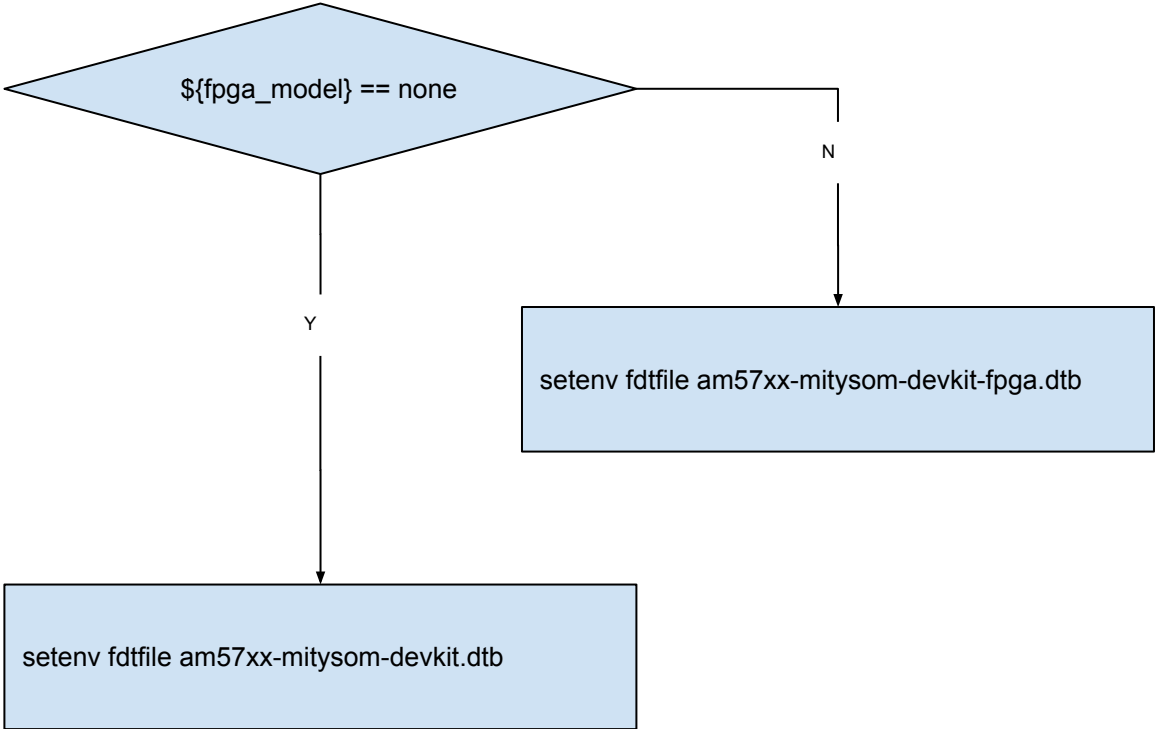 ${fpga_model} == none
N
Y
setenv fdtfile am57xx-mitysom-devkit-fpga.dtb
setenv fdtfile am57xx-mitysom-devkit.dtb